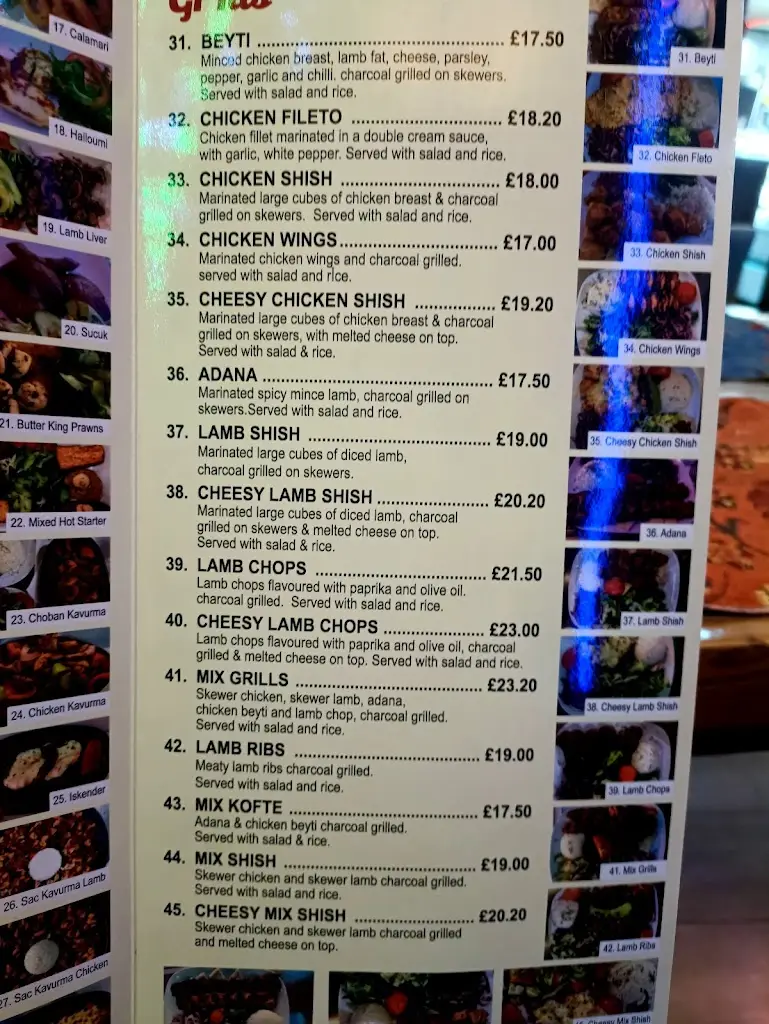 Grills
31. BEYTI ........ £17.50
Minced chicken breast, lamb fat, cheese, parsley,
pepper, garlic and chilli. charcoal grilled on skewers.
Served with salad and rice.
32. CHICKEN FILETO ........ £18.20
Chicken fillet marinated in a double cream sauce,
with garlic, white pepper. Served with salad and rice.
33. CHICKEN SHISH ........ £18.00
Marinated large cubes of chicken breast & charcoal
grilled on skewers. Served with salad and rice.
34. CHICKEN WINGS ........ £17.00
Marinated chicken wings and charcoal grilled.
served with salad and rice.
35. CHEESY CHICKEN SHISH ........ £19.20
Marinated large cubes of chicken breast & charcoal
grilled on skewers, with melted cheese on top.
Served with salad & rice.
36. ADANA ........ £17.50
Marinated spicy mince lamb, charcoal grilled on
skewers.Served with salad and rice.
37. LAMB SHISH ........ £19.00
Marinated large cubes of diced lamb,
charcoal grilled on skewers.
38. CHEESY LAMB SHISH ........ £20.20
Marinated large cubes of diced lamb, charcoal
grilled on skewers & melted cheese on top.
Served with salad & rice.
39. LAMB CHOPS ........ £21.50
Lamb chops flavoured with paprika and olive oil.
charcoal grilled. Served with salad and rice.
40. CHEESY LAMB CHOPS ........ £23.00
Lamb chops flavoured with paprika and olive oil, charcoal
grilled & melted cheese on top. Served with salad and rice.
41. MIX GRILLS ........ £23.20
Skewer chicken, skewer lamb, adana,
chicken beyti and lamb chop, charcoal grilled.
Served with salad and rice.
42. LAMB RIBS ........ £19.00
Meaty lamb ribs charcoal grilled.
Served with salad and rice.
43. MIX KOFTE ........ £17.50
Adana & chicken beyti charcoal grilled.
Served with salad & rice.
44. MIX SHISH ........ £19.00
Skewer chicken and skewer lamb charcoal grilled.
Served with salad and rice.
45. CHEESY MIX SHISH ........ £20.20
Skewer chicken and skewer lamb charcoal grilled
and melted cheese on top.
17. Calamari
18. Halloumi
19. Lamb Liver
20. Sucuk
21. Butter King Prawns
22. Mixed Hot Starter
23. Choban Kavurma
24. Chicken Kavurma
25. Iskender
26. Sac Kavurma Lamb
27. Sac Kavurma Chicken
31. Beyti
32. Chicken Fleto
33. Chicken Shish
34. Chicken Wings
35. Cheesy Chicken Shish
36. Adana
37. Lamb Shish
38. Cheesy Lamb Shish
39. Lamb Chops
41. Mix Grills
42. Lamb Ribs
Cheesy Mix Shish